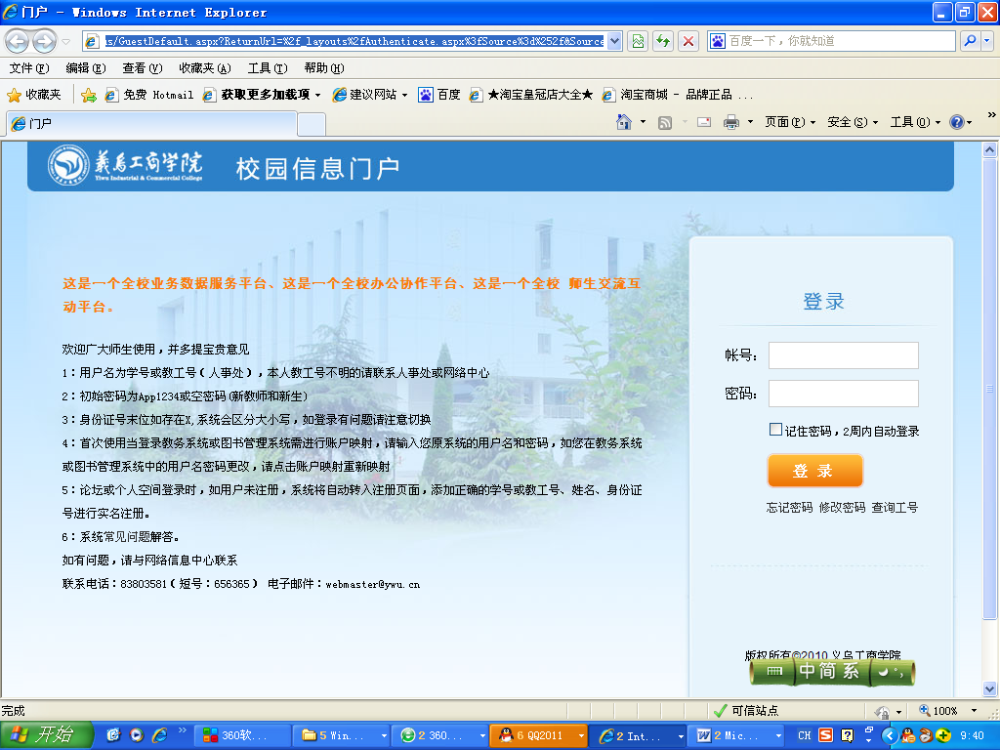 门户 - Windows Internet Explorer
s/GuestDefault.aspx?ReturnUrl=%2f_layouts%2fAuthenticate.aspx%3fSource%3d%252f&Source
百度一下，你就知道
文件(F) 编辑(E) 查看(V) 收藏夹(A) 工具(T) 帮助(H)
收藏夹 免费 Hotmail 获取更多加载项 建议网站 百度 ★淘宝皇冠店大全★ 淘宝商城 - 品牌正品 ...
门户 页面(P) 安全(S) 工具(O) »
義烏工商学院 校园信息门户
Yiwu Industrial & Commercial College
这是一个全校业务数据服务平台、这是一个全校办公协作平台、这是一个全校 师生交流互
动平台。
欢迎广大师生使用，并多提宝贵意见
1：用户名为学号或教工号（人事处），本人教工号不明的请联系人事处或网络中心
2：初始密码为App1234或空密码(新教师和新生)
3：身份证号末位如存在X,系统会区分大小写，如登录有问题请注意切换
4：首次使用当登录教务系统或图书管理系统需进行账户映射，请输入您原系统的用户名和密码，如您在教务系统
或图书管理系统中的用户名密码更改，请点击账户映射重新映射
5：论坛或个人空间登录时，如用户未注册，系统将自动转入注册页面，添加正确的学号或教工号、姓名、身份证
号进行实名注册。
6：系统常见问题解答。
如有问题，请与网络信息中心联系
联系电话：83803581（短号：656365） 电子邮件：webmaster@ywu.cn
登录
帐号：
密码：
记住密码，2周内自动登录
登 录
忘记密码 修改密码 查询工号
版权所有©2010 义乌工商学院
中 简 系
完成 可信站点 100%
开始 » 360软... 5 Win... 2 360... 6 QQ2011 2 Int... 2 Mic... CH 9:40